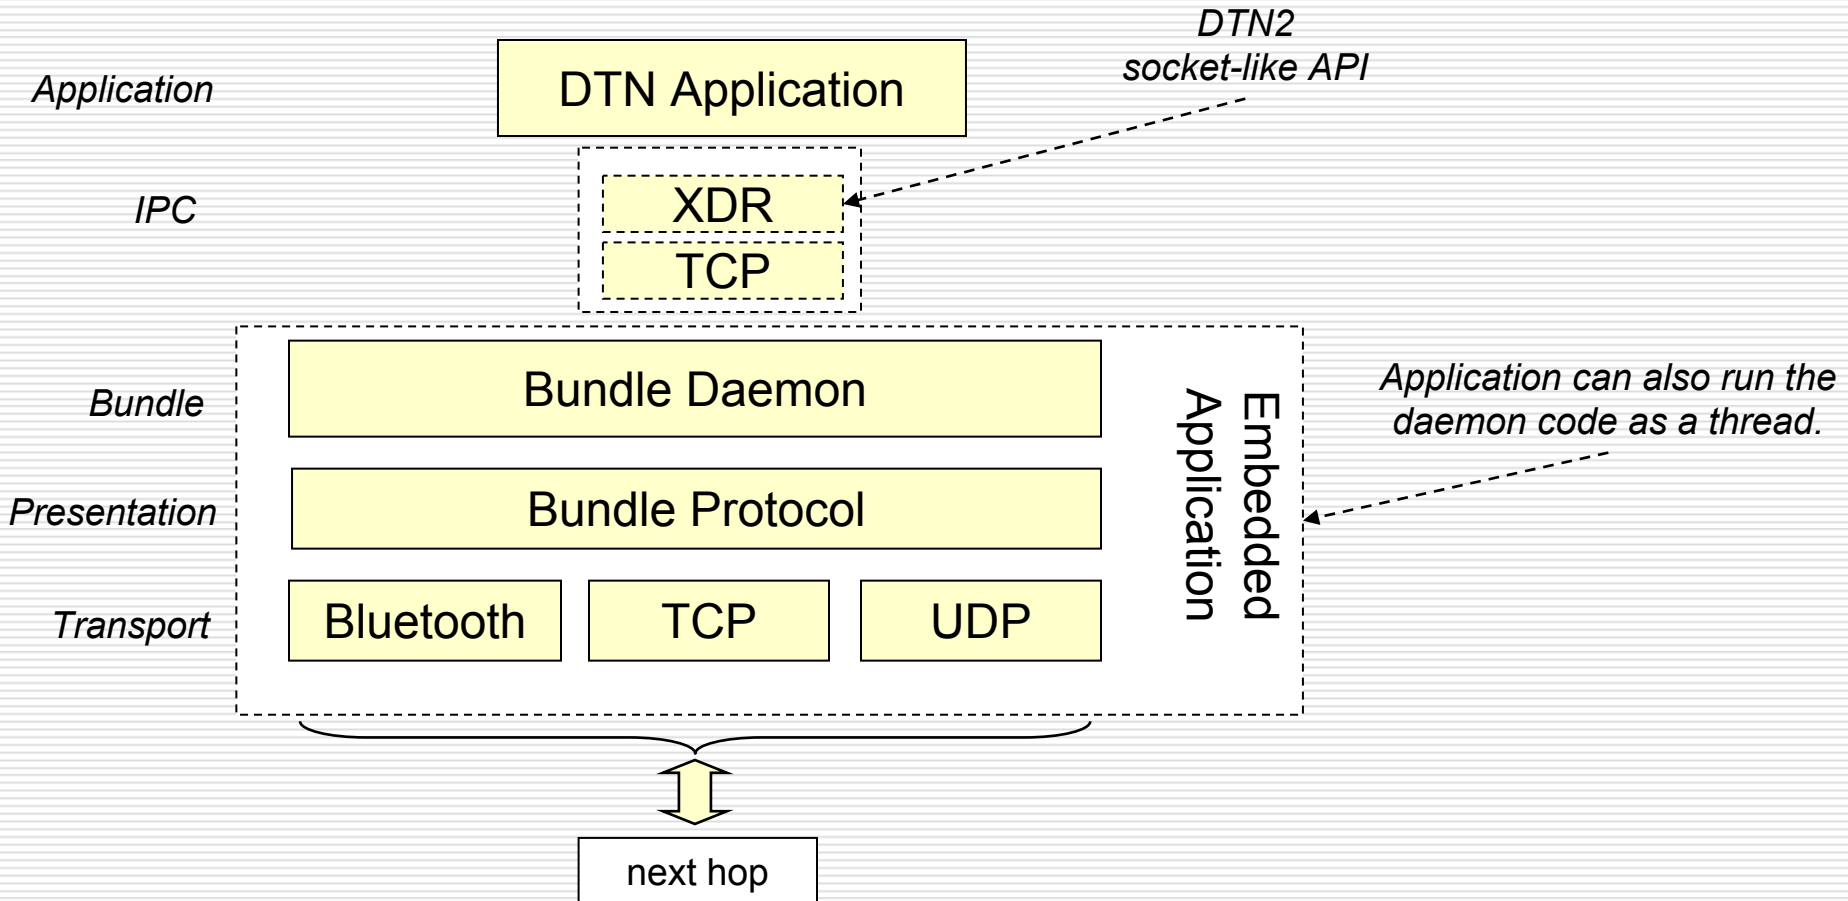 DTN2
socket-like API
Application
DTN Application
IPC
XDR
TCP
Bundle
Bundle Daemon
Embedded
Application
Application can also run the
daemon code as a thread.
Presentation
Bundle Protocol
Transport
Bluetooth
TCP
UDP
next hop